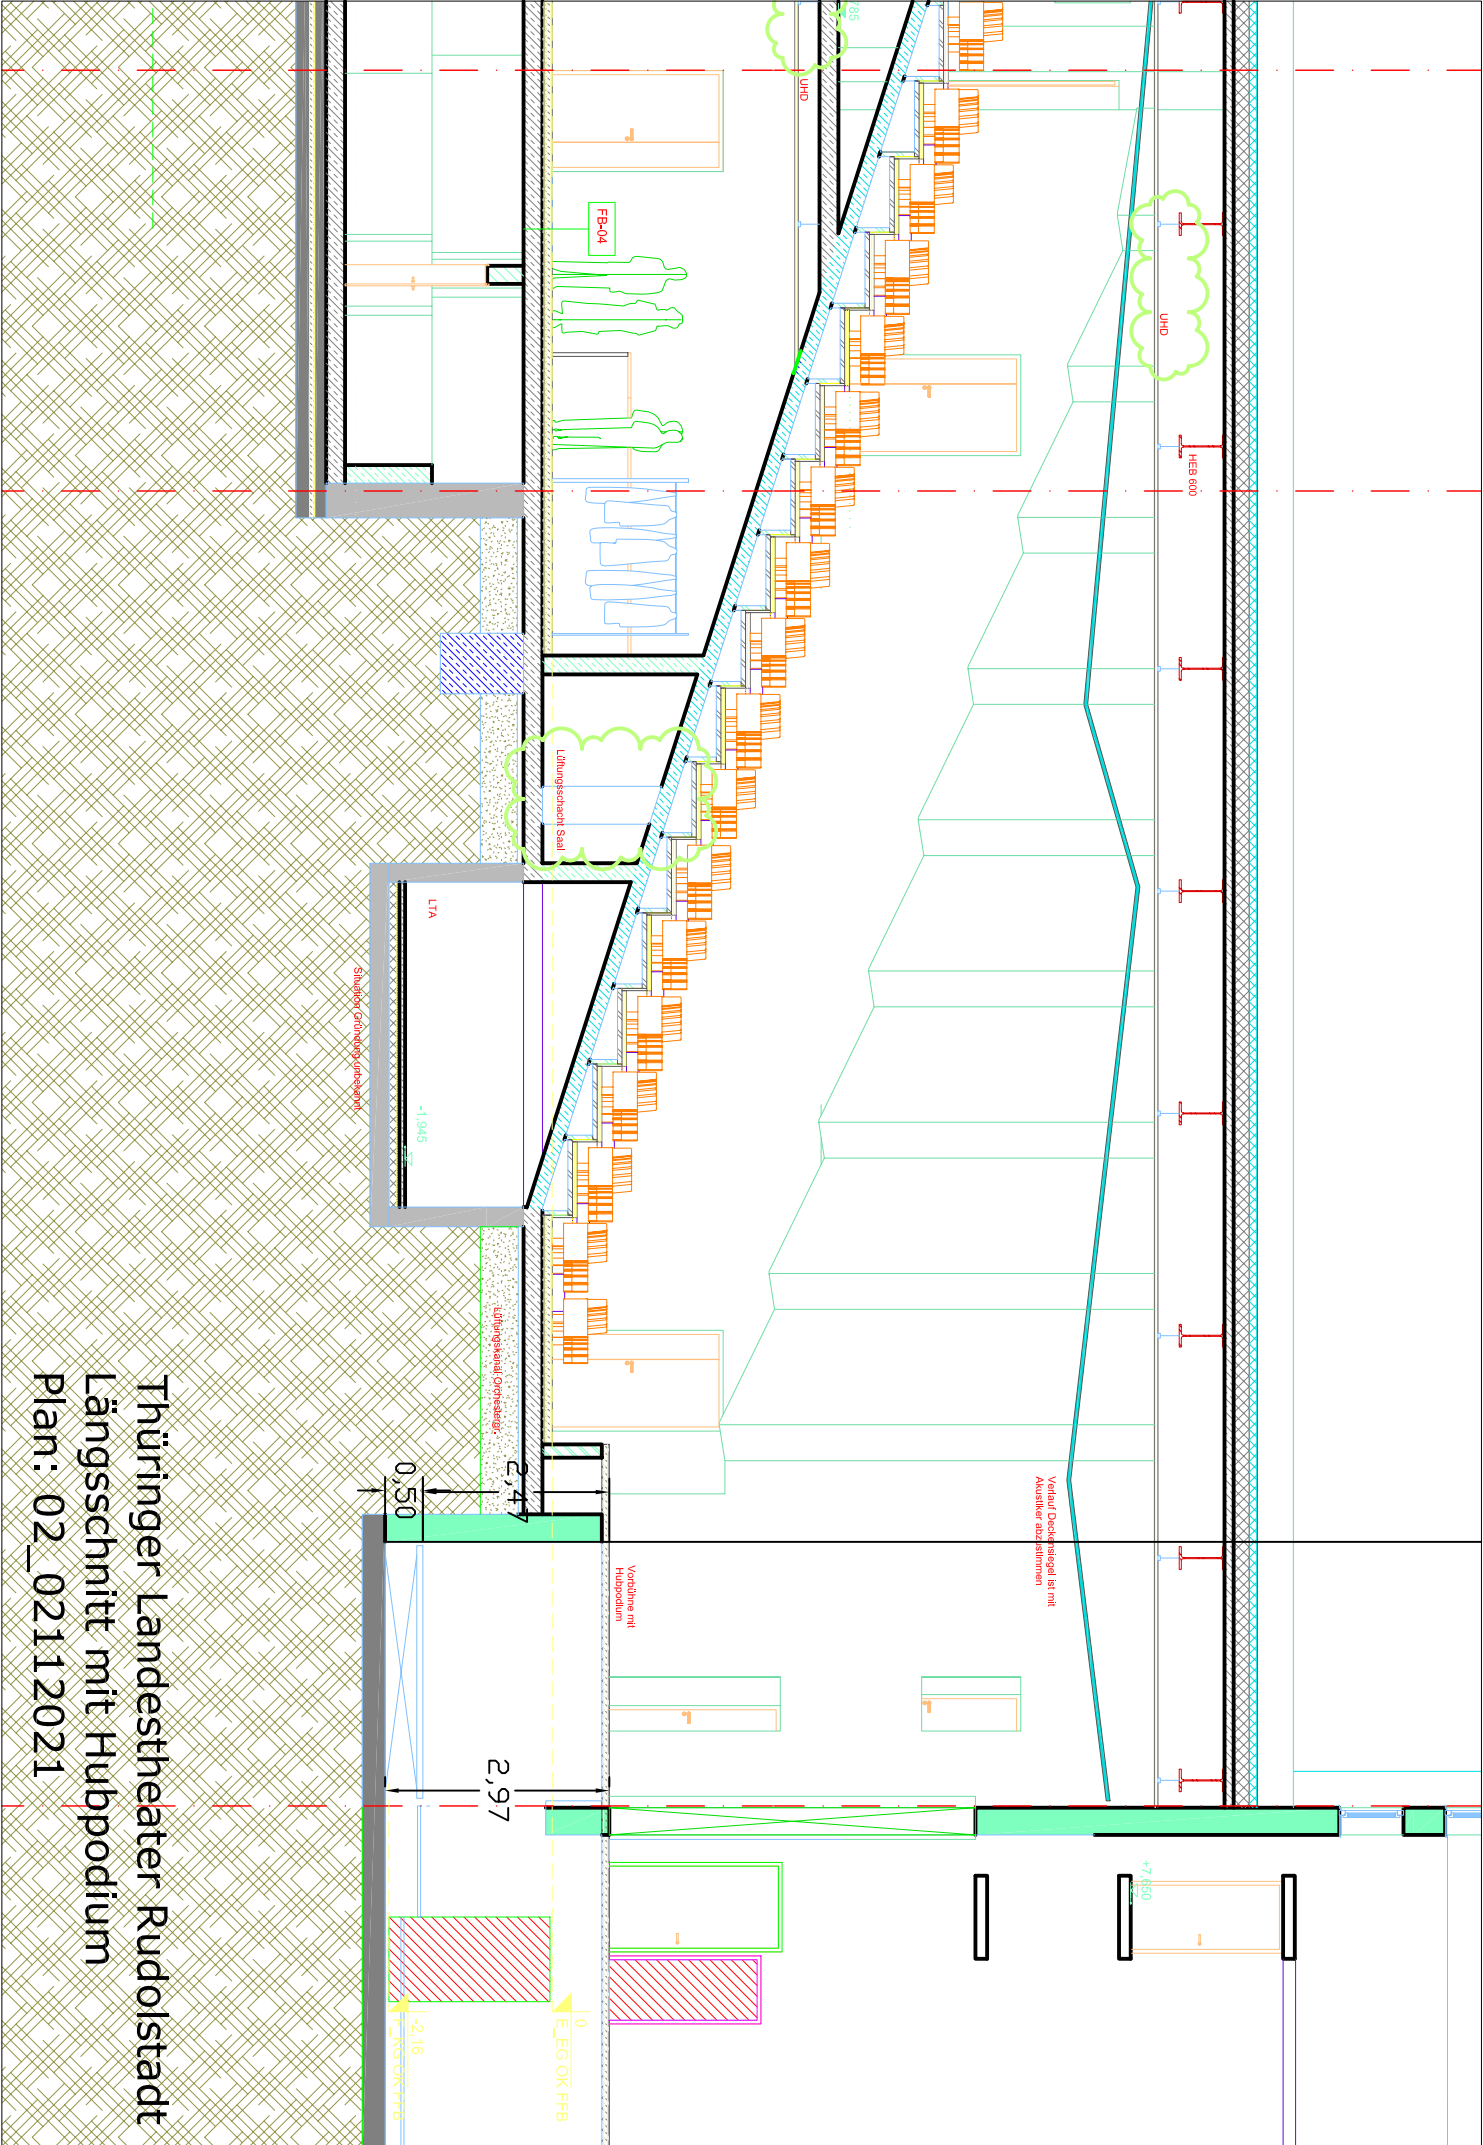 UHD
FB-04
UHD
HEB 600
Lüftungsschacht Saal
LTA
Situation Gründung unbekannt
-1,945
Lüftungskanal Orchestergr.
Verlauf Deckensiegel ist mit
Akustiker abzustimmen
Vorbühne mit
Hubpodium
2,47
0,50
2,97
+7,650
0
E_EG OK FFB
-2,16
Thüringer Landestheater Rudolstadt
Längsschnitt mit Hubpodium
Plan: 02_02112021